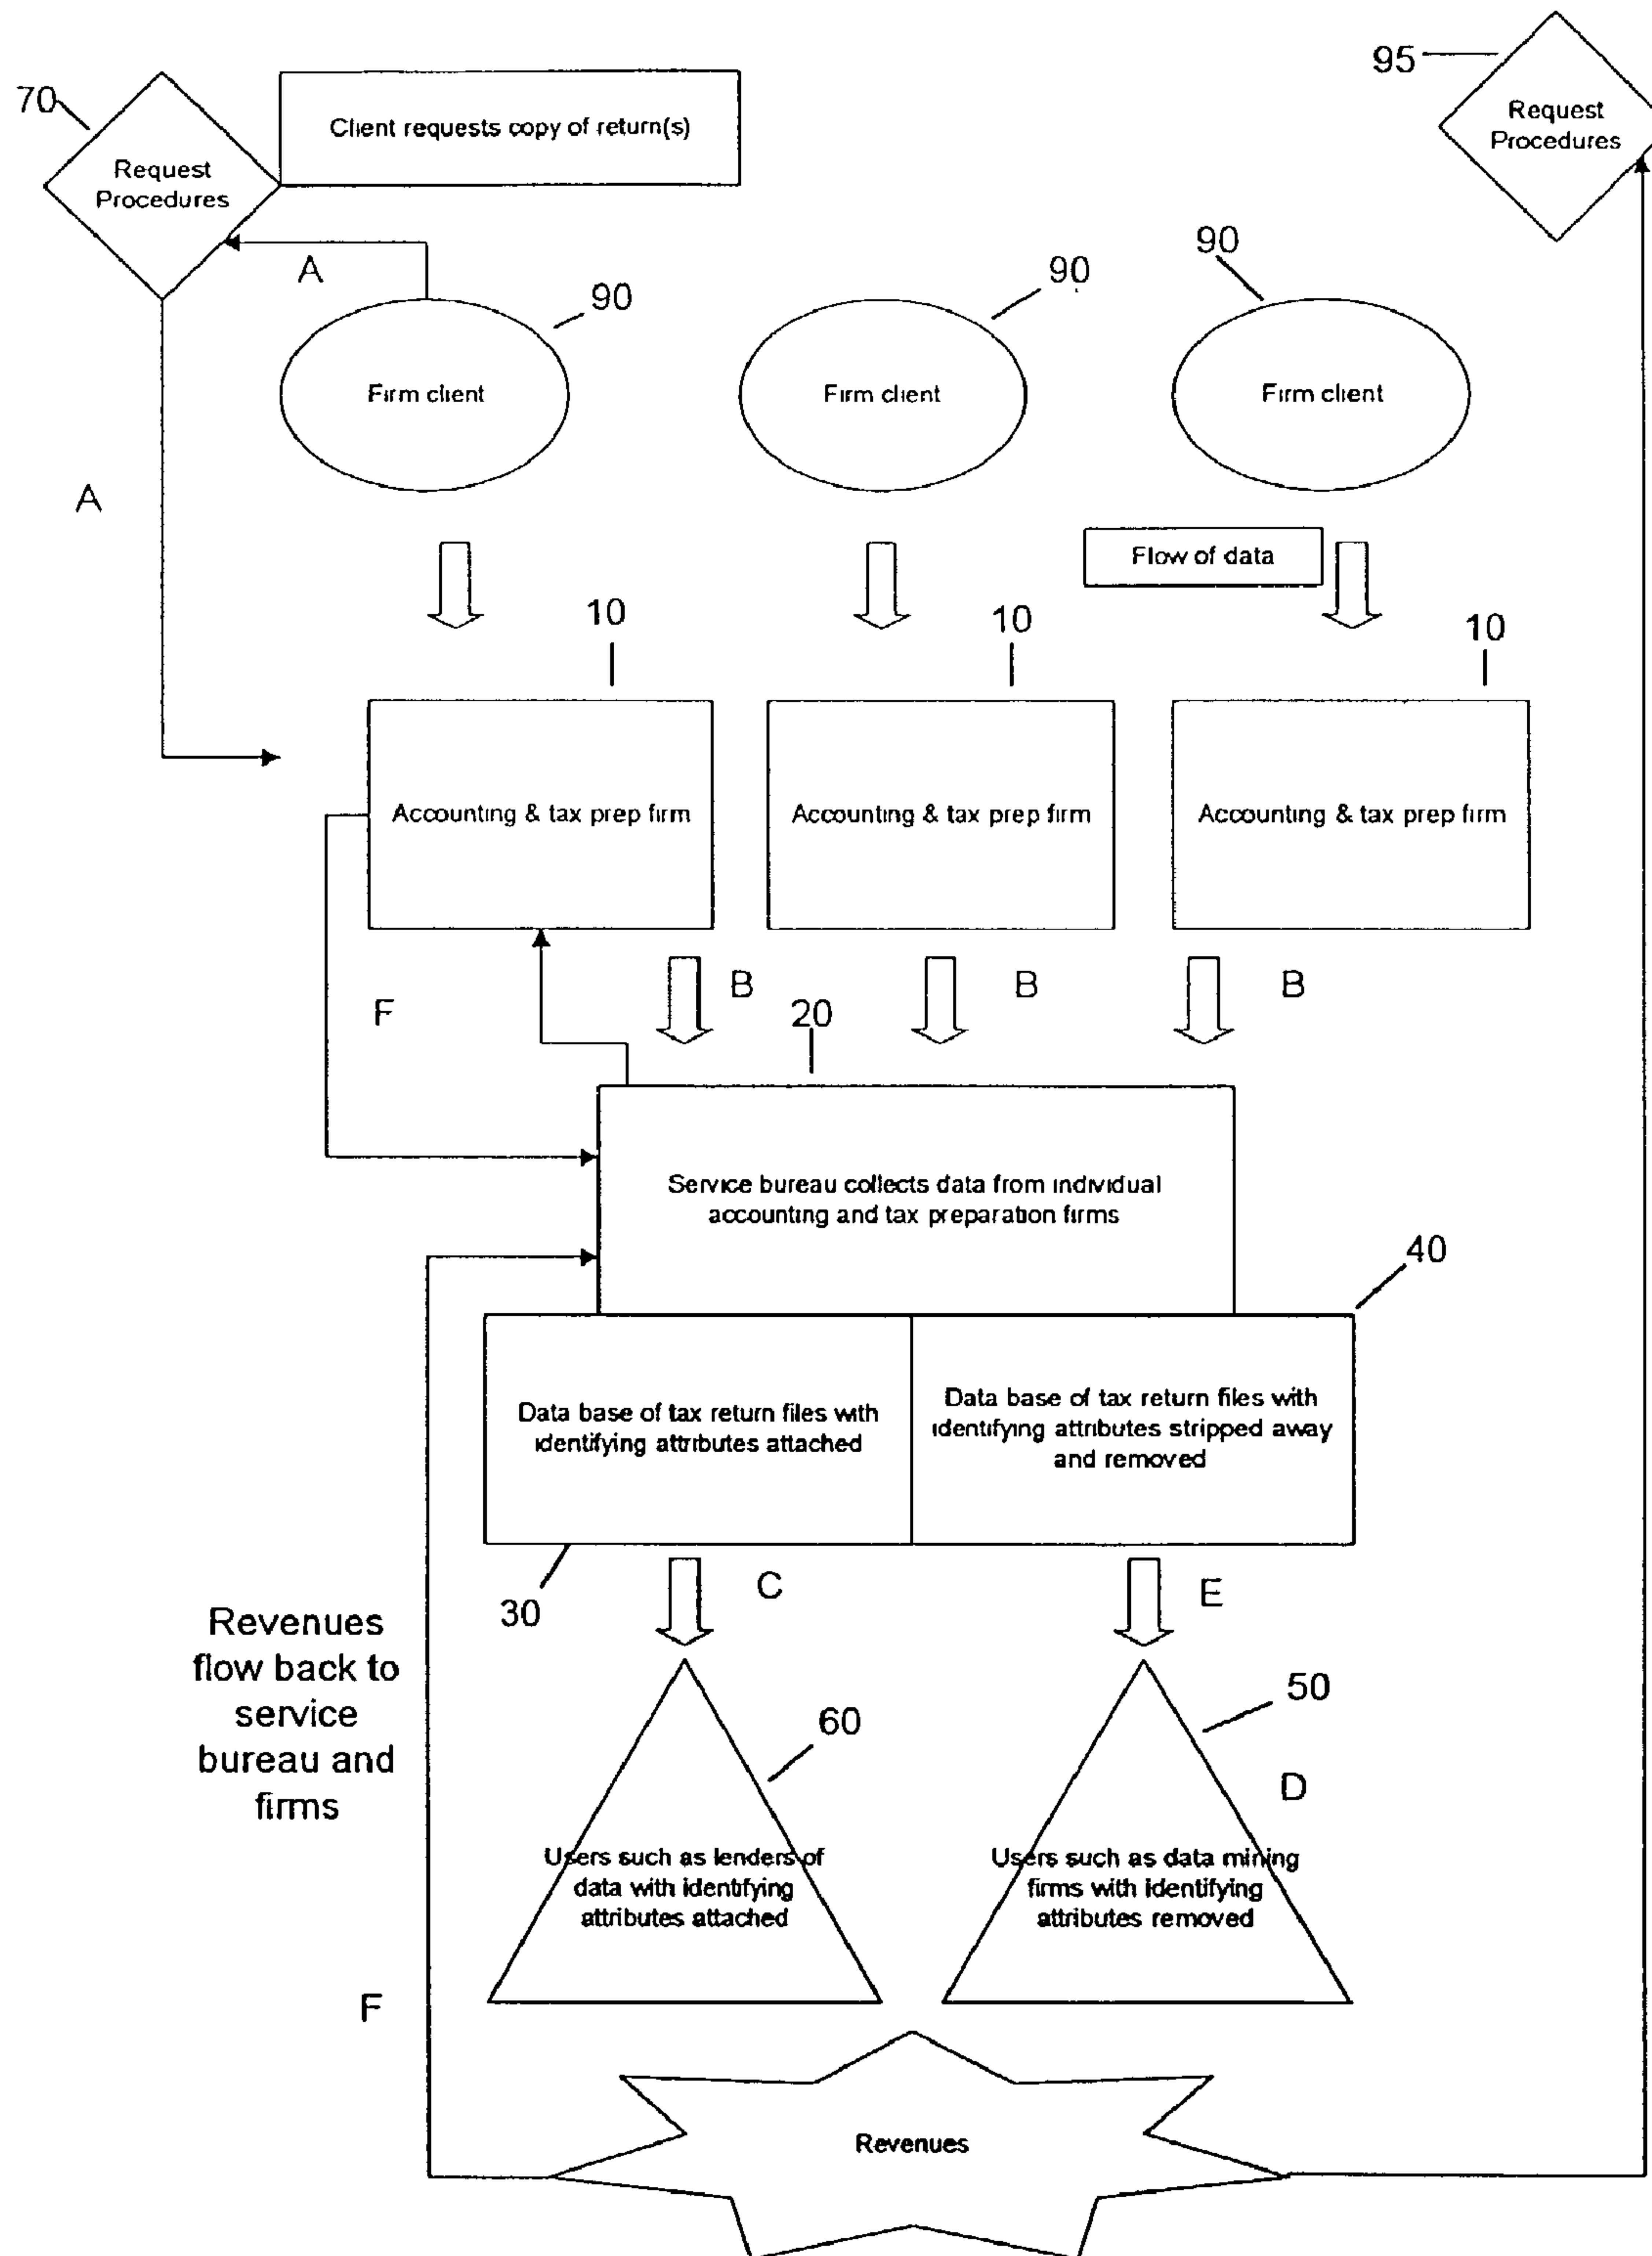 95
Request
Procedures
70
Client requests copy of return(s)
Request
Procedures
A
90
90
90
Firm client
Firm client
Firm client
A
Flow of data
10
10
10
Accounting & tax prep firm
Accounting & tax prep firm
Accounting & tax prep firm
F
B
B
B
20
Service bureau collects data from individual
accounting and tax preparation firms
40
Data base of tax return files with
identifying attributes attached
Data base of tax return files with
identifying attributes stripped away
and removed
30
C
E
Revenues
flow back to
service
bureau and
firms
60
50
D
Users such as lenders of
data with identifying
attributes attached
Users such as data mining
firms with identifying
attributes removed
F
Revenues